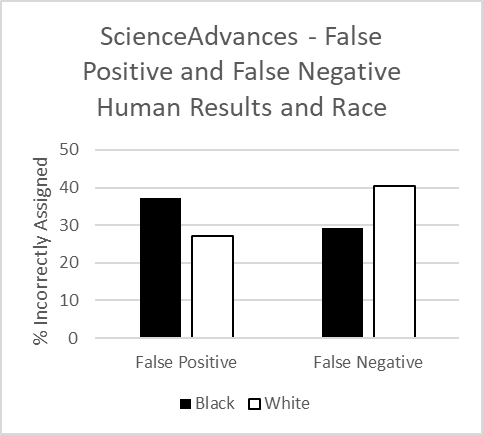 ScienceAdvances - False
Positive and False Negative
Human Results and Race
% Incorrectly Assigned
50
40
30
20
10
0
False Positive False Negative
Black White